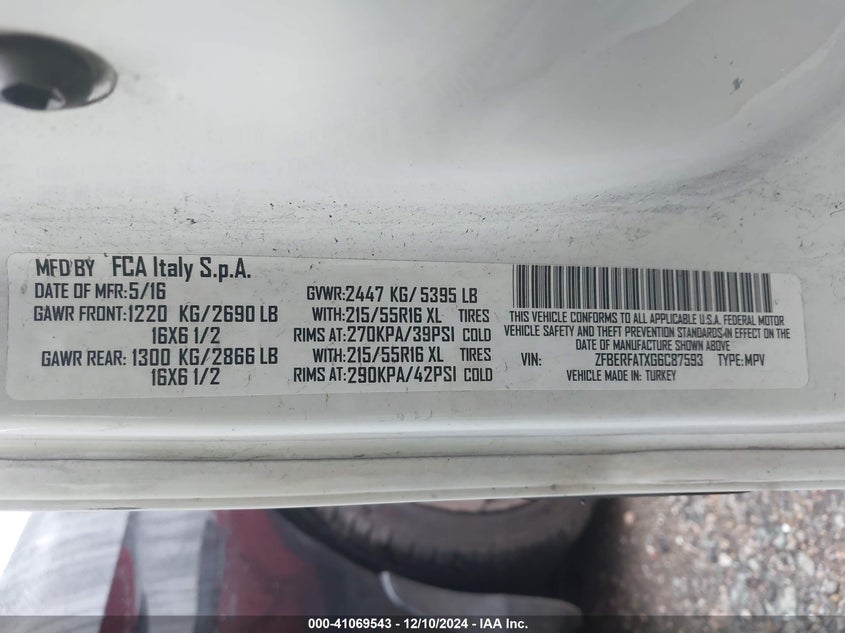 MFD BY FCA Italy S.p.A.
DATE OF MFR:5/16
GAWR FRONT:1220 KG/2690 LB
16X6 1/2
GAWR REAR:1300 KG/2866 LB
16X6 1/2
GVWR:2447 KG/5395 LB
WITH:215/55R16 XL TIRES
RIMS AT:270KPA/39PSI COLD
WITH:215/55R16 XL TIRES
RIMS AT:290KPA/42PSI COLD
THIS VEHICLE CONFORMS TO ALL APPLICABLE U.S.A. FEDERAL MOTOR
VEHICLE SAFETY AND THEFT PREVENTION STANDARDS-IN EFFECT ON THE
DATE OF MANUFACTURE SHOWN ABOVE
VIN: ZFBERFATXG6C87593 TYPE:MPV
VEHICLE MADE IN: TURKEY
000-41069543 - 12/10/2024 - IAA Inc.